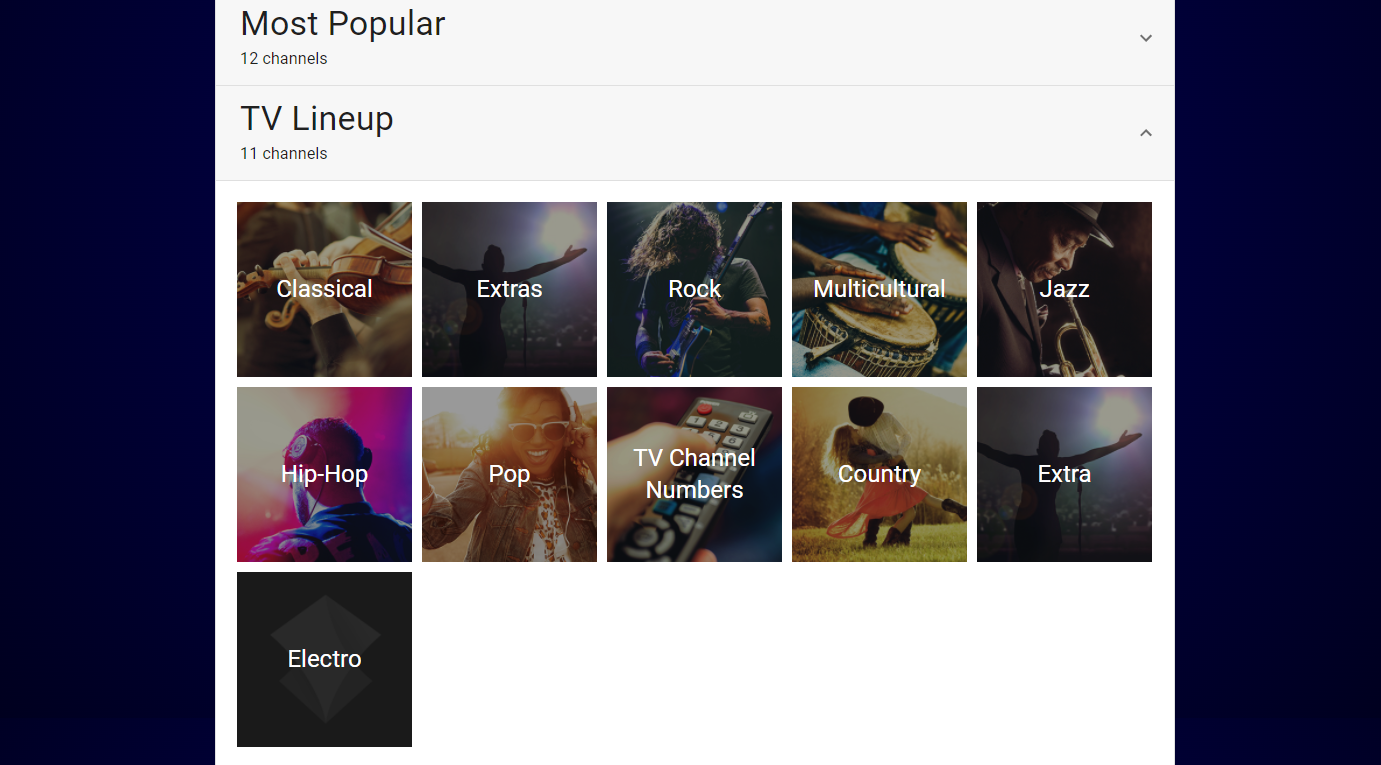 Most Popular
12 channels
TV Lineup
11 channels
Classical
Extras
Rock
Multicultural
Jazz
Hip-Hop
Pop
TV Channel
Numbers
Country
Extra
Electro